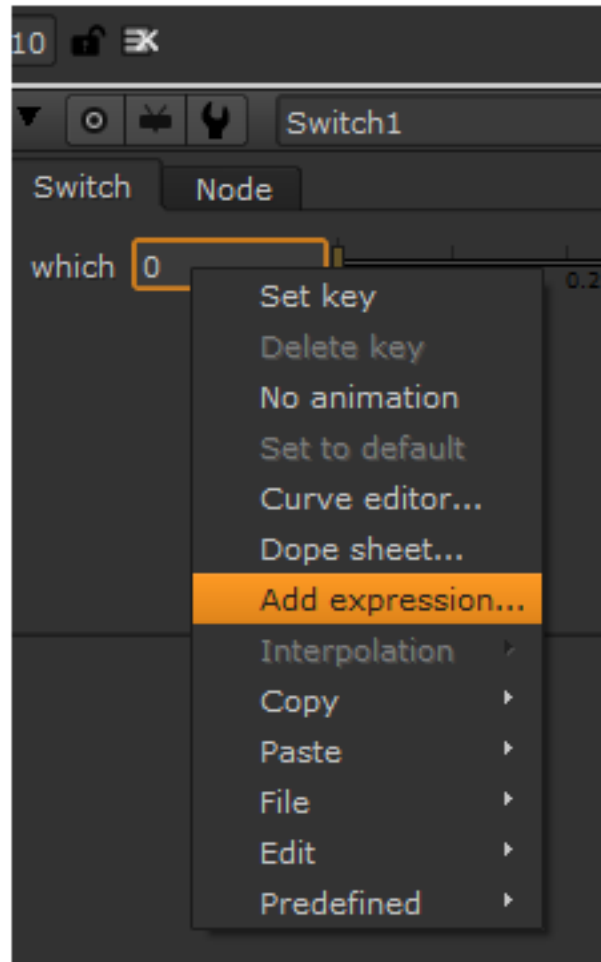 10
Switch1
Switch Node
which 0
0.2
Set key
Delete key
No animation
Set to default
Curve editor...
Dope sheet...
Add expression...
Interpolation
Copy
Paste
File
Edit
Predefined